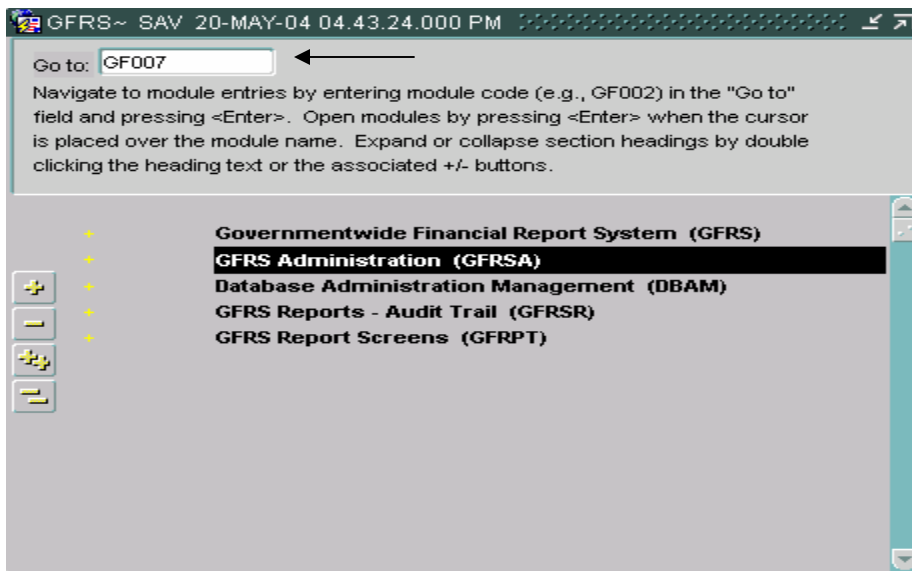 GFRS~ SAV 20-MAY-04 04.43.24.000 PM
Go to: GF007
Navigate to module entries by entering module code (e.g., GF002) in the "Go to"
field and pressing <Enter>. Open modules by pressing <Enter> when the cursor
is placed over the module name. Expand or collapse section headings by double
clicking the heading text or the associated +/- buttons.
+ Governmentwide Financial Report System (GFRS)
+ GFRS Administration (GFRSA)
+ Database Administration Management (DBAM)
+ GFRS Reports - Audit Trail (GFRSR)
+ GFRS Report Screens (GFRPT)